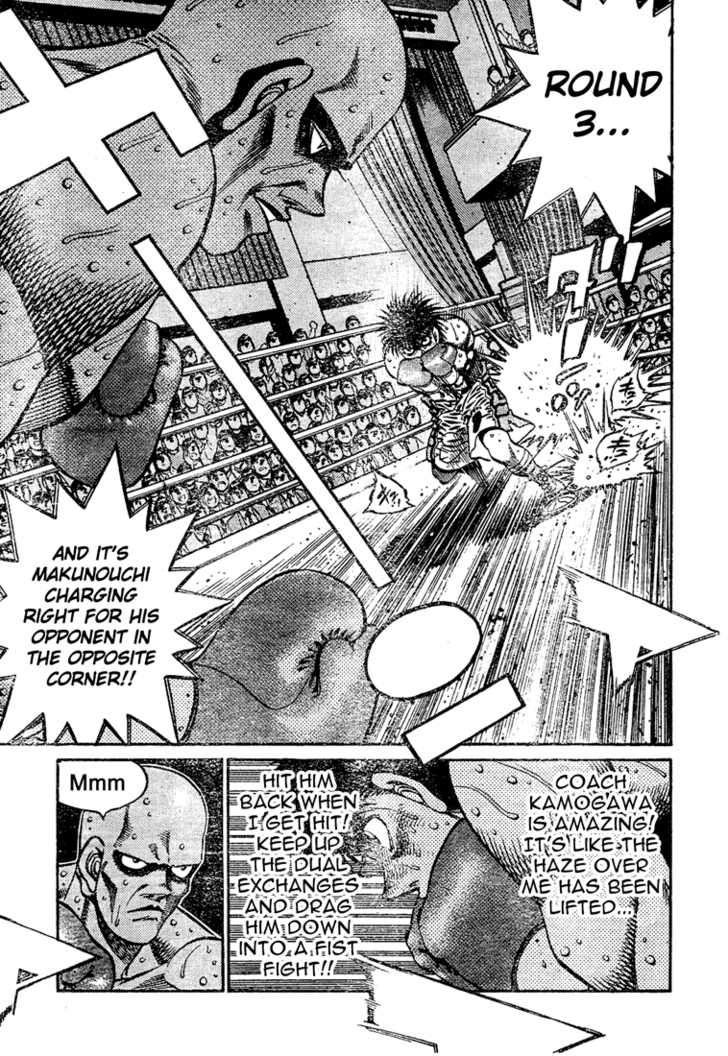 ROUND
3...
ダッ
AND IT'S
MAKUNOUCHI
CHARGING
RIGHT FOR HIS
OPPONENT IN
THE OPPOSITE
CORNER!!
COACH
KAMOGAWA
IS AMAZING!
IT'S LIKE THE
HAZE OVER
ME HAS BEEN
LIFTED...
HIT HIM
BACK WHEN
I GET HIT!
KEEP UP
THE DUAL
EXCHANGES
AND DRAG
HIM DOWN
INTO A FIST
FIGHT!!
Mmm